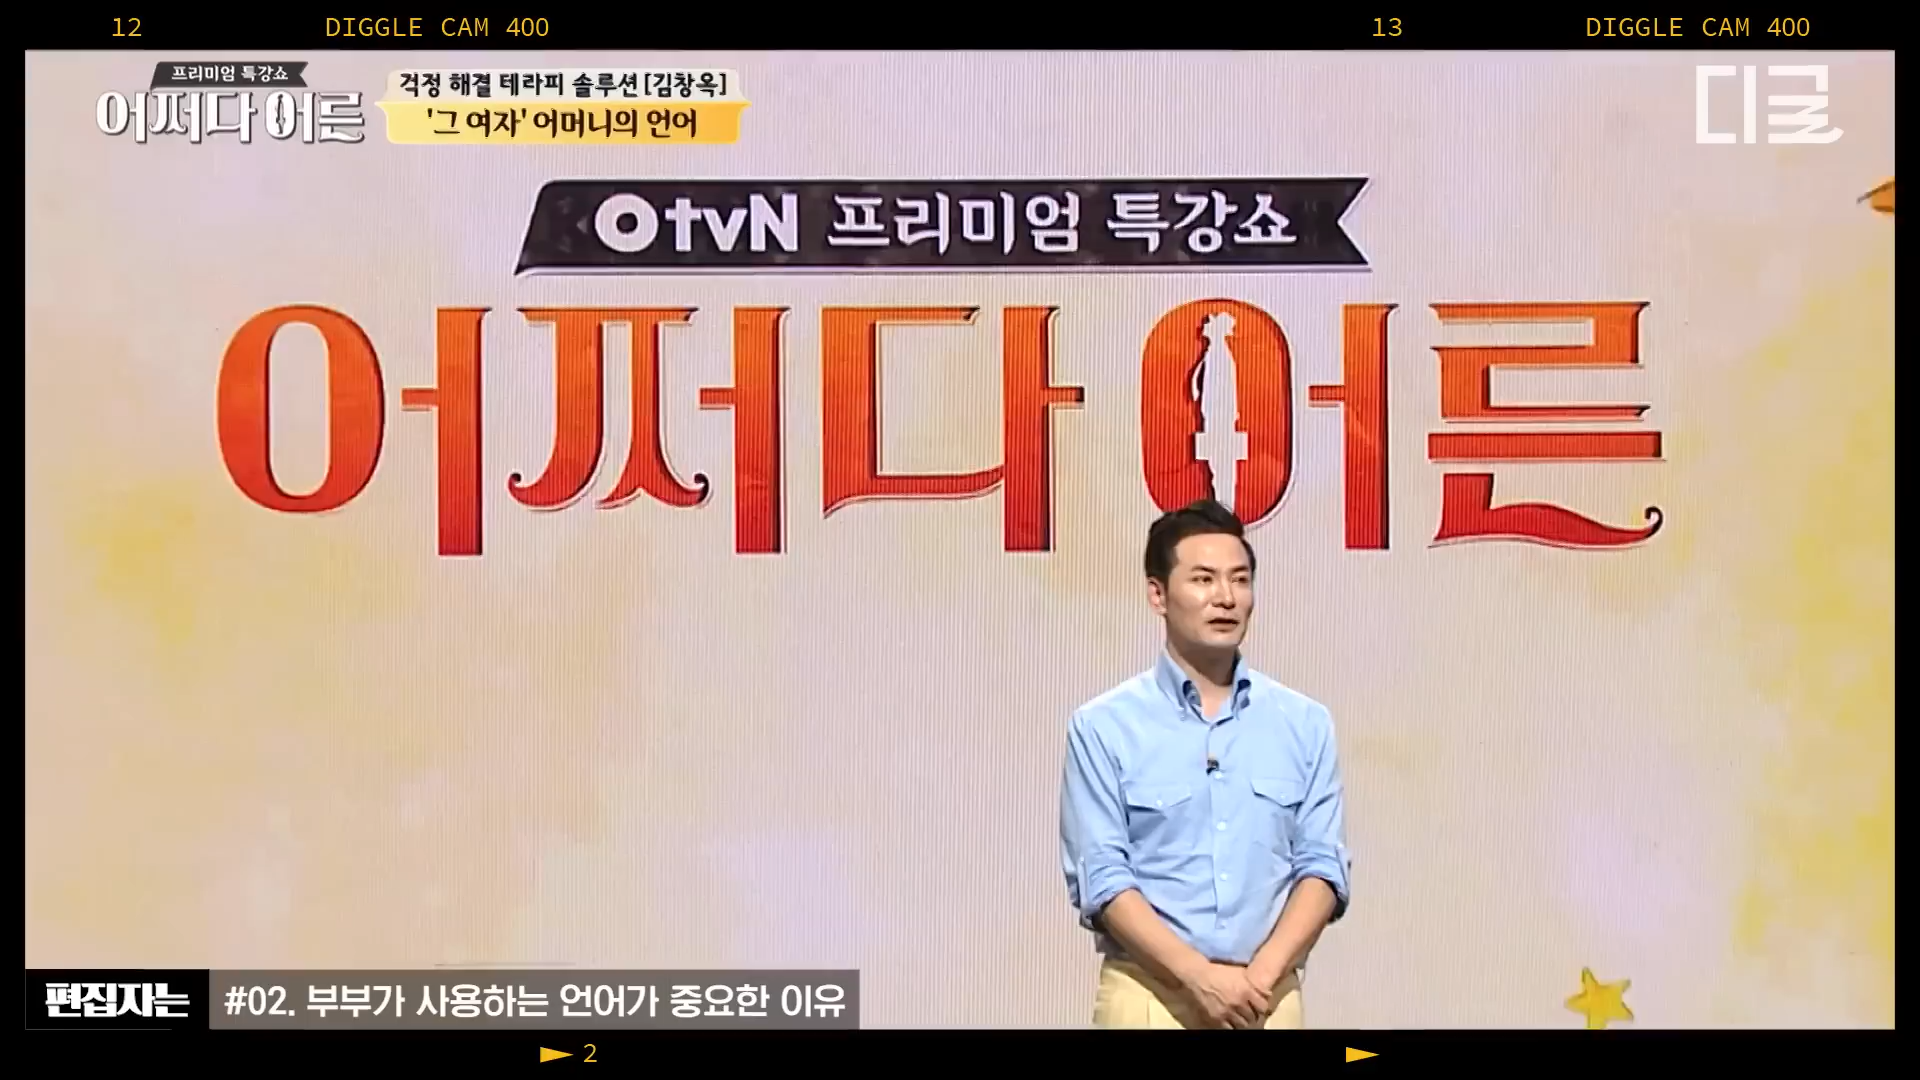 12 DIGGLE CAM 400 13 DIGGLE CAM 400
프리미엄 특강쇼
어쩌다 어른
걱정 해결 테라피 솔루션[김창옥]
'그 여자' 어머니의 언어
디글
OtvN 프리미엄 특강쇼
어쩌다 어른
편집자는
#02. 부부가 사용하는 언어가 중요한 이유
2